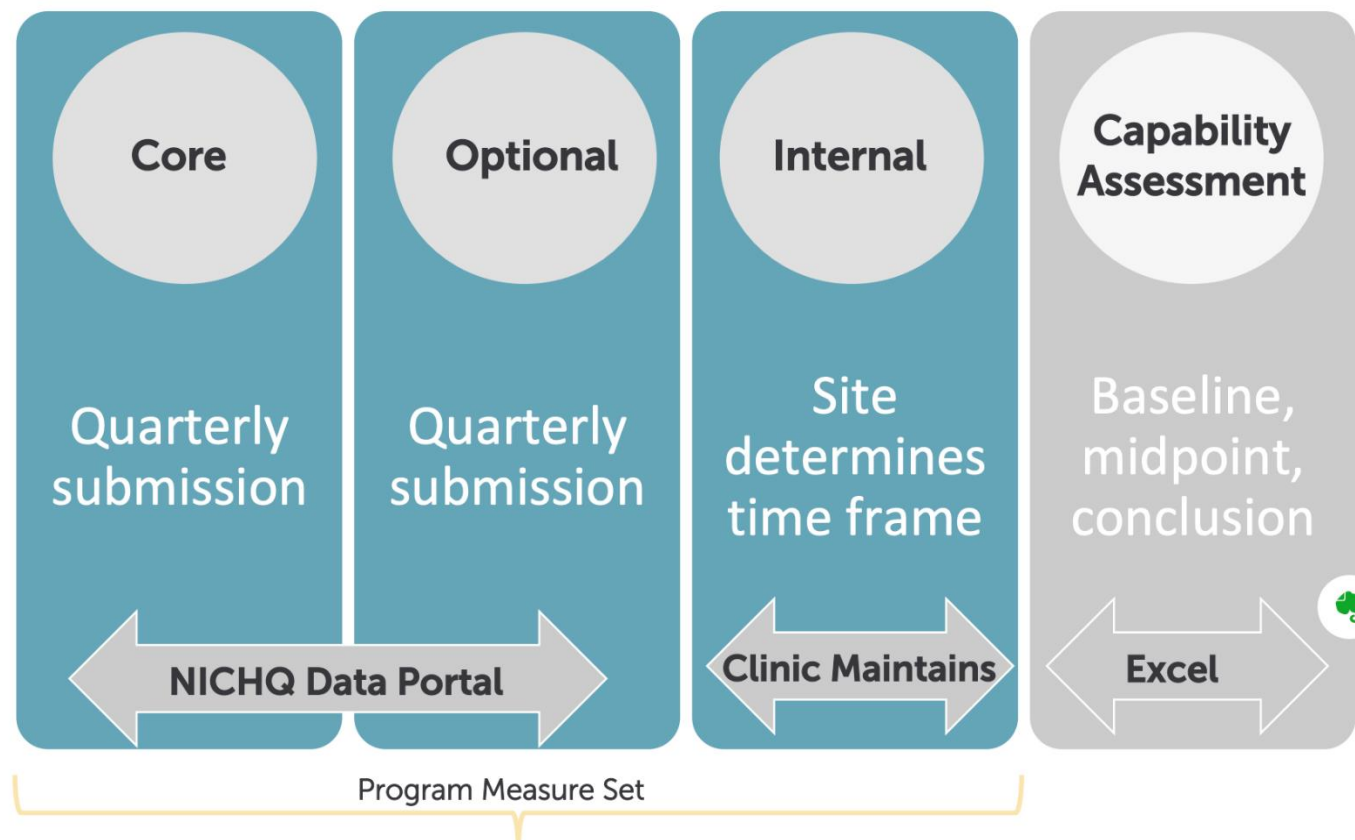 Core
Quarterly
submission
Optional
Quarterly
submission
Internal
Site
determines
time frame
Capability
Assessment
Baseline,
midpoint,
conclusion
NICHQ Data Portal
Clinic Maintains
Excel
Program Measure Set